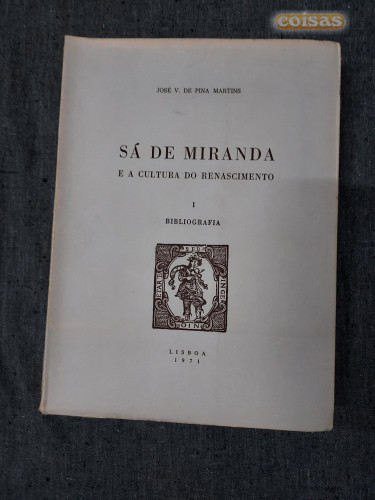 coisas
JOSÉ V. DE PINA MARTINS
SÁ DE MIRANDA
E A CULTURA DO RENASCIMENTO
I
BIBLIOGRAFIA
LISBOA
1971